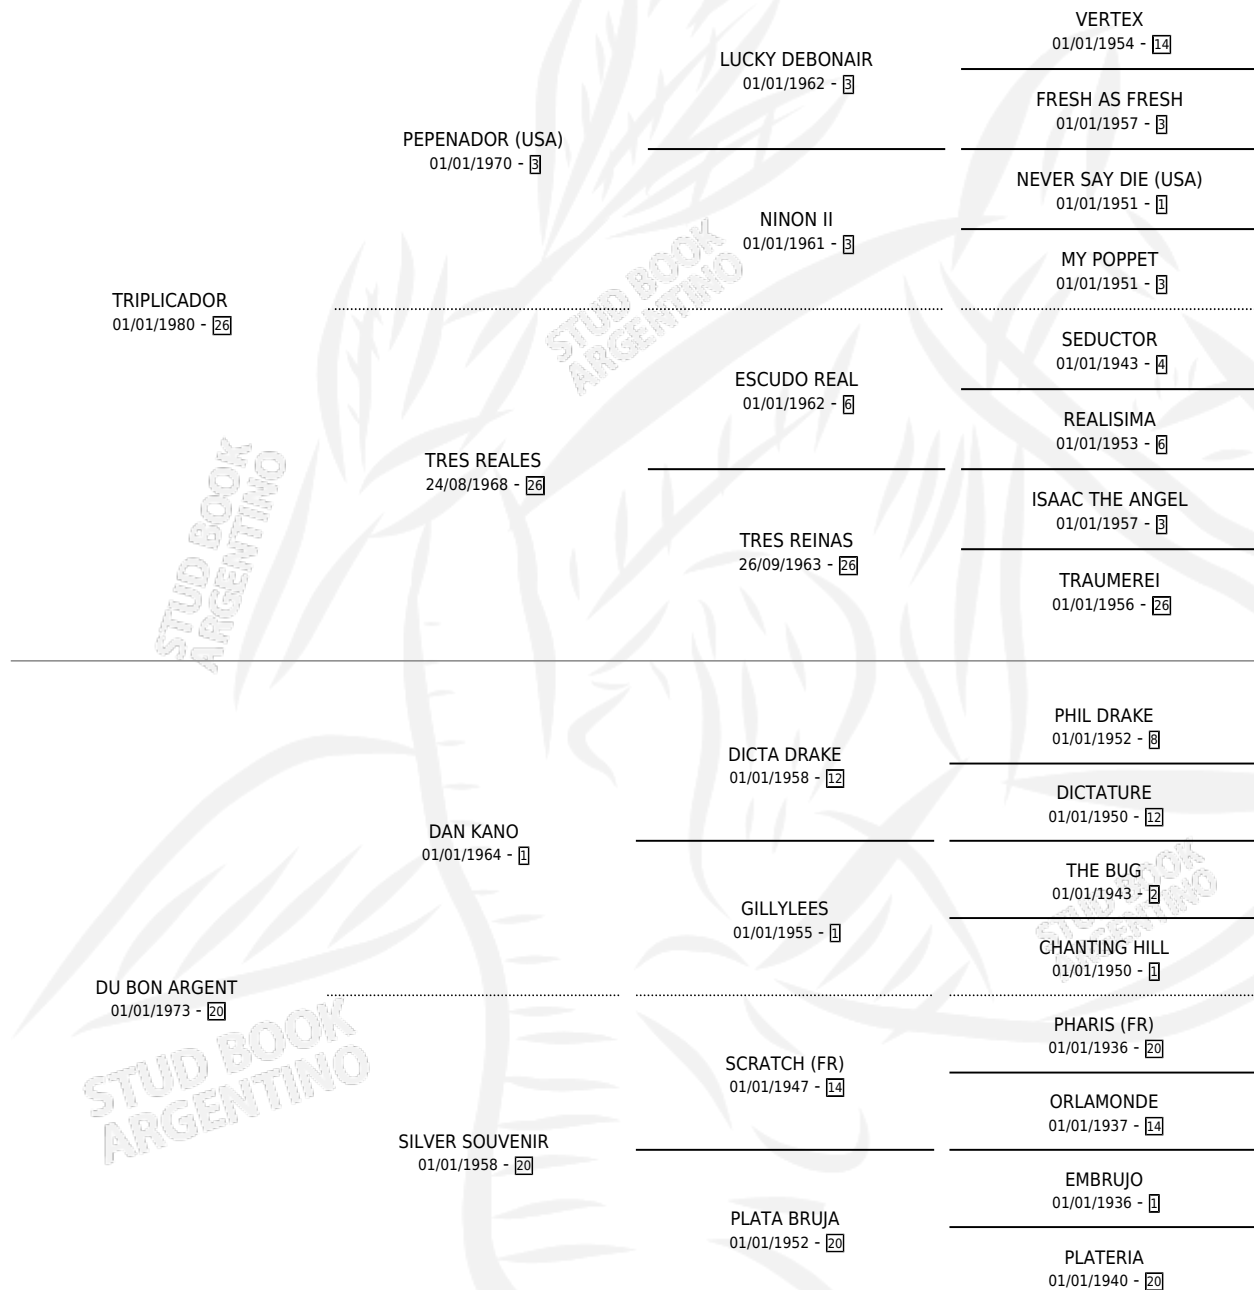 VERTEX
01/01/1954 - 14
LUCKY DEBONAIR
01/01/1962 - 3
FRESH AS FRESH
01/01/1957 - 3
PEPENADOR (USA)
01/01/1970 - 3
NEVER SAY DIE (USA)
01/01/1951 - 1
NINON II
01/01/1961 - 3
MY POPPET
01/01/1951 - 3
STUD BOOK
ARGENTINO
TRIPLICADOR
01/01/1980 - 26
SEDUCTOR
01/01/1943 - 4
ESCUDO REAL
01/01/1962 - 6
REALISIMA
01/01/1953 - 6
TRES REALES
24/08/1968 - 26
ISAAC THE ANGEL
01/01/1957 - 3
TRES REINAS
26/09/1963 - 26
TRAUMEREI
01/01/1956 - 26
STUD BOOK
ARGENTINO
PHIL DRAKE
01/01/1952 - 8
DICTA DRAKE
01/01/1958 - 12
DICTATURE
01/01/1950 - 12
DAN KANO
01/01/1964 - 1
THE BUG
01/01/1943 - 2
GILLYLEES
01/01/1955 - 1
CHANTING HILL
01/01/1950 - 1
STUD BOOK
ARGENTINO
DU BON ARGENT
01/01/1973 - 20
PHARIS (FR)
01/01/1936 - 20
SCRATCH (FR)
01/01/1947 - 14
ORLAMONDE
01/01/1937 - 14
STUD BOOK
ARGENTINO
SILVER SOUVENIR
01/01/1958 - 20
EMBRUJO
01/01/1936 - 1
PLATA BRUJA
01/01/1952 - 20
PLATERIA
01/01/1940 - 20